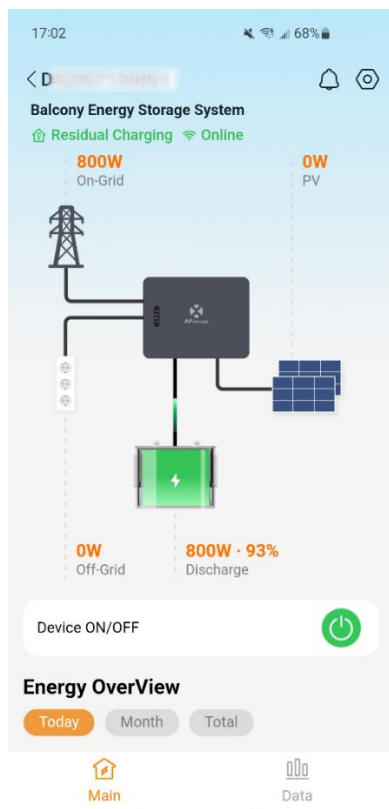 17:02 68%
D
Balcony Energy Storage System
Residual Charging Online
800W 0W
On-Grid PV
APstorage
0W 800W · 93%
Off-Grid Discharge
Device ON/OFF
Energy OverView
Today Month Total
Main Data